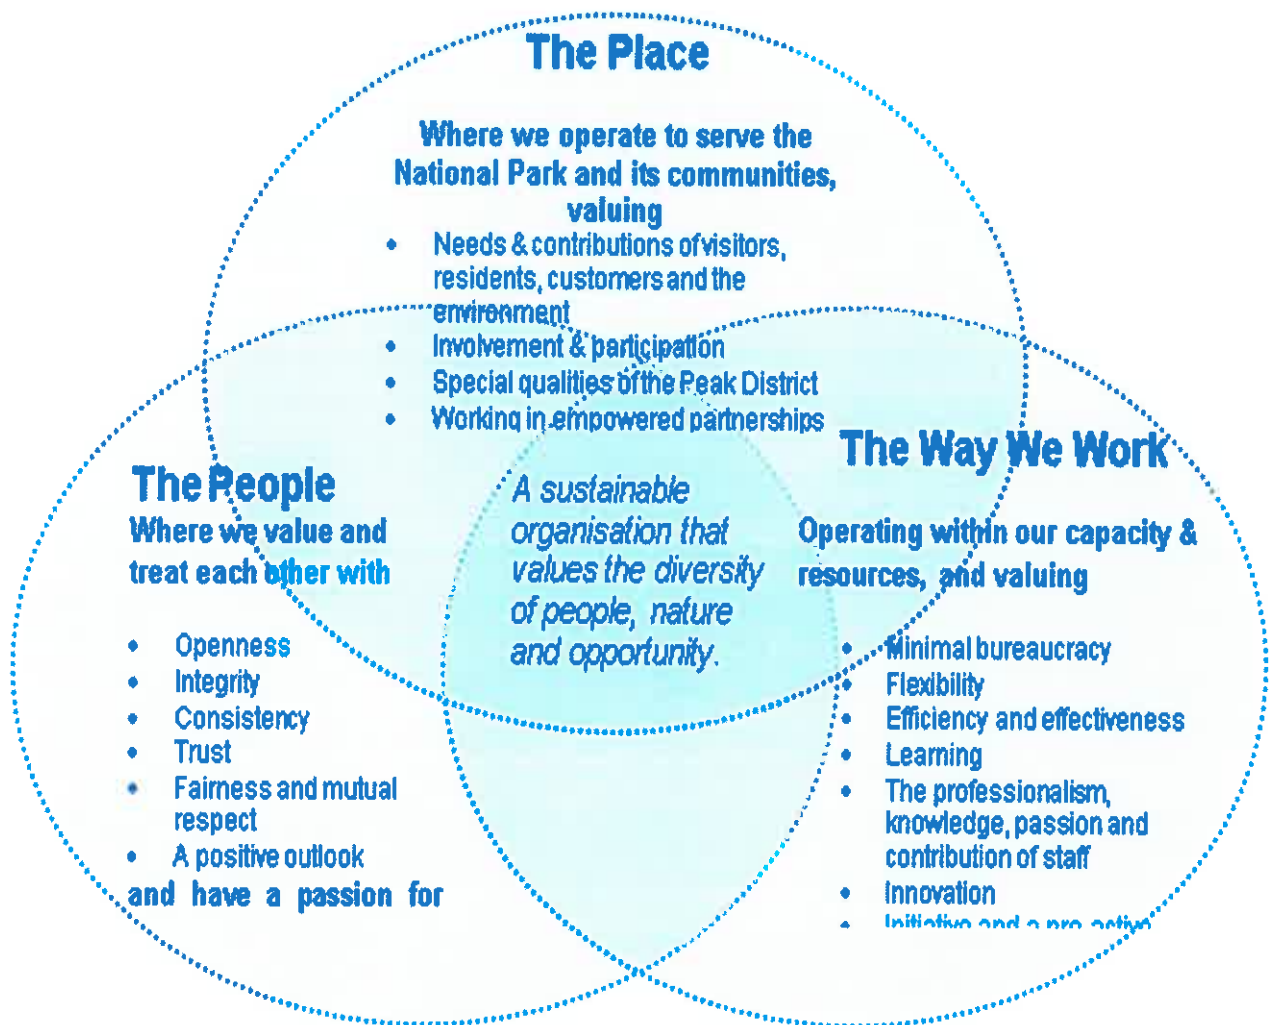 The Place
Where we operate to serve the
National Park and its communities,
valuing
• Needs & contributions of visitors,
residents, customers and the
environment
• Involvement & participation
• Special qualities of the Peak District
• Working in empowered partnerships
The People
Where we value and
treat each other with
• Openness
• Integrity
• Consistency
• Trust
• Fairness and mutual
respect
• A positive outlook
and have a passion for
A sustainable
organisation that
values the diversity
of people, nature
and opportunity.
The Way We Work
Operating within our capacity &
resources, and valuing
• Minimal bureaucracy
• Flexibility
• Efficiency and effectiveness
• Learning
• The professionalism,
knowledge, passion and
contribution of staff
• Innovation
• Initiative and a pro-active